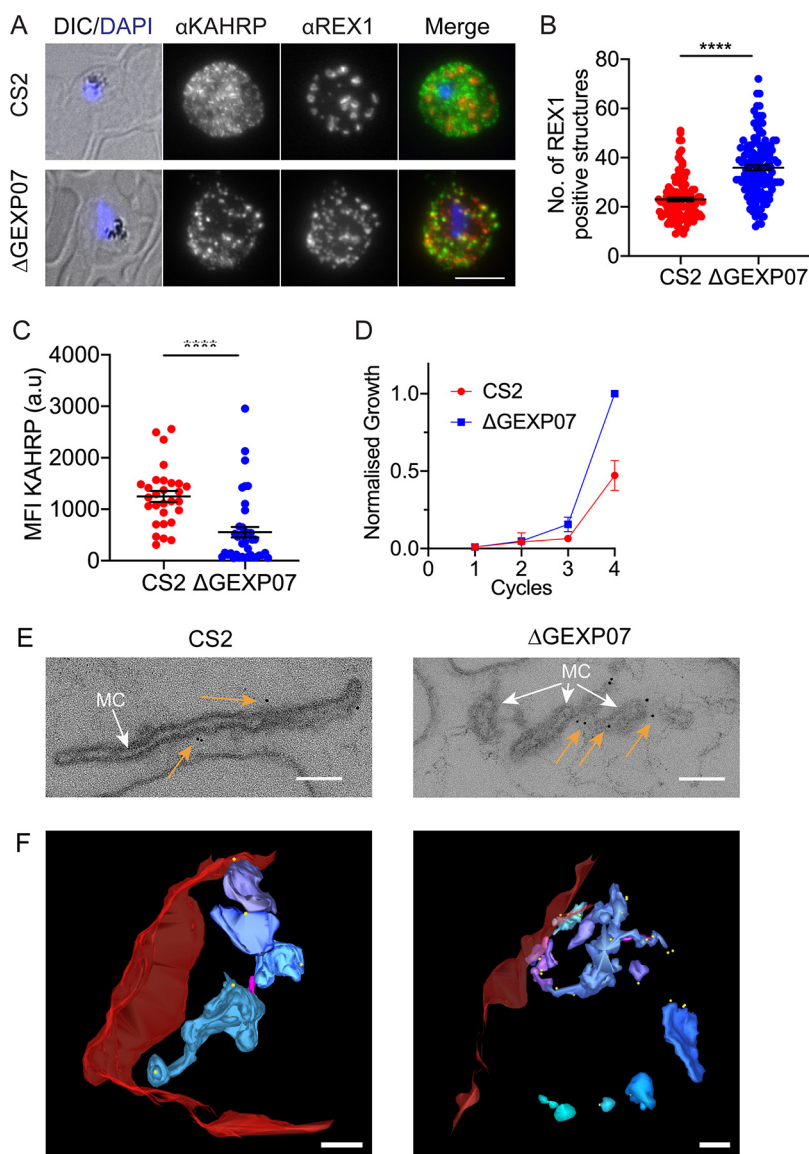 A
DIC/DAPI
αKAHRP
αREX1
Merge
CS2
ΔGEXP07
B
No. of REX1
positive structures
80
60
40
20
0
****
CS2 ΔGEXP07
C
MFI KAHRP (a.u)
4000
3000
2000
1000
0
****
CS2 ΔGEXP07
D
Normalised Growth
1.0
0.5
0.0
CS2
ΔGEXP07
0 1 2 3 4
Cycles
E
CS2
MC
ΔGEXP07
MC
F